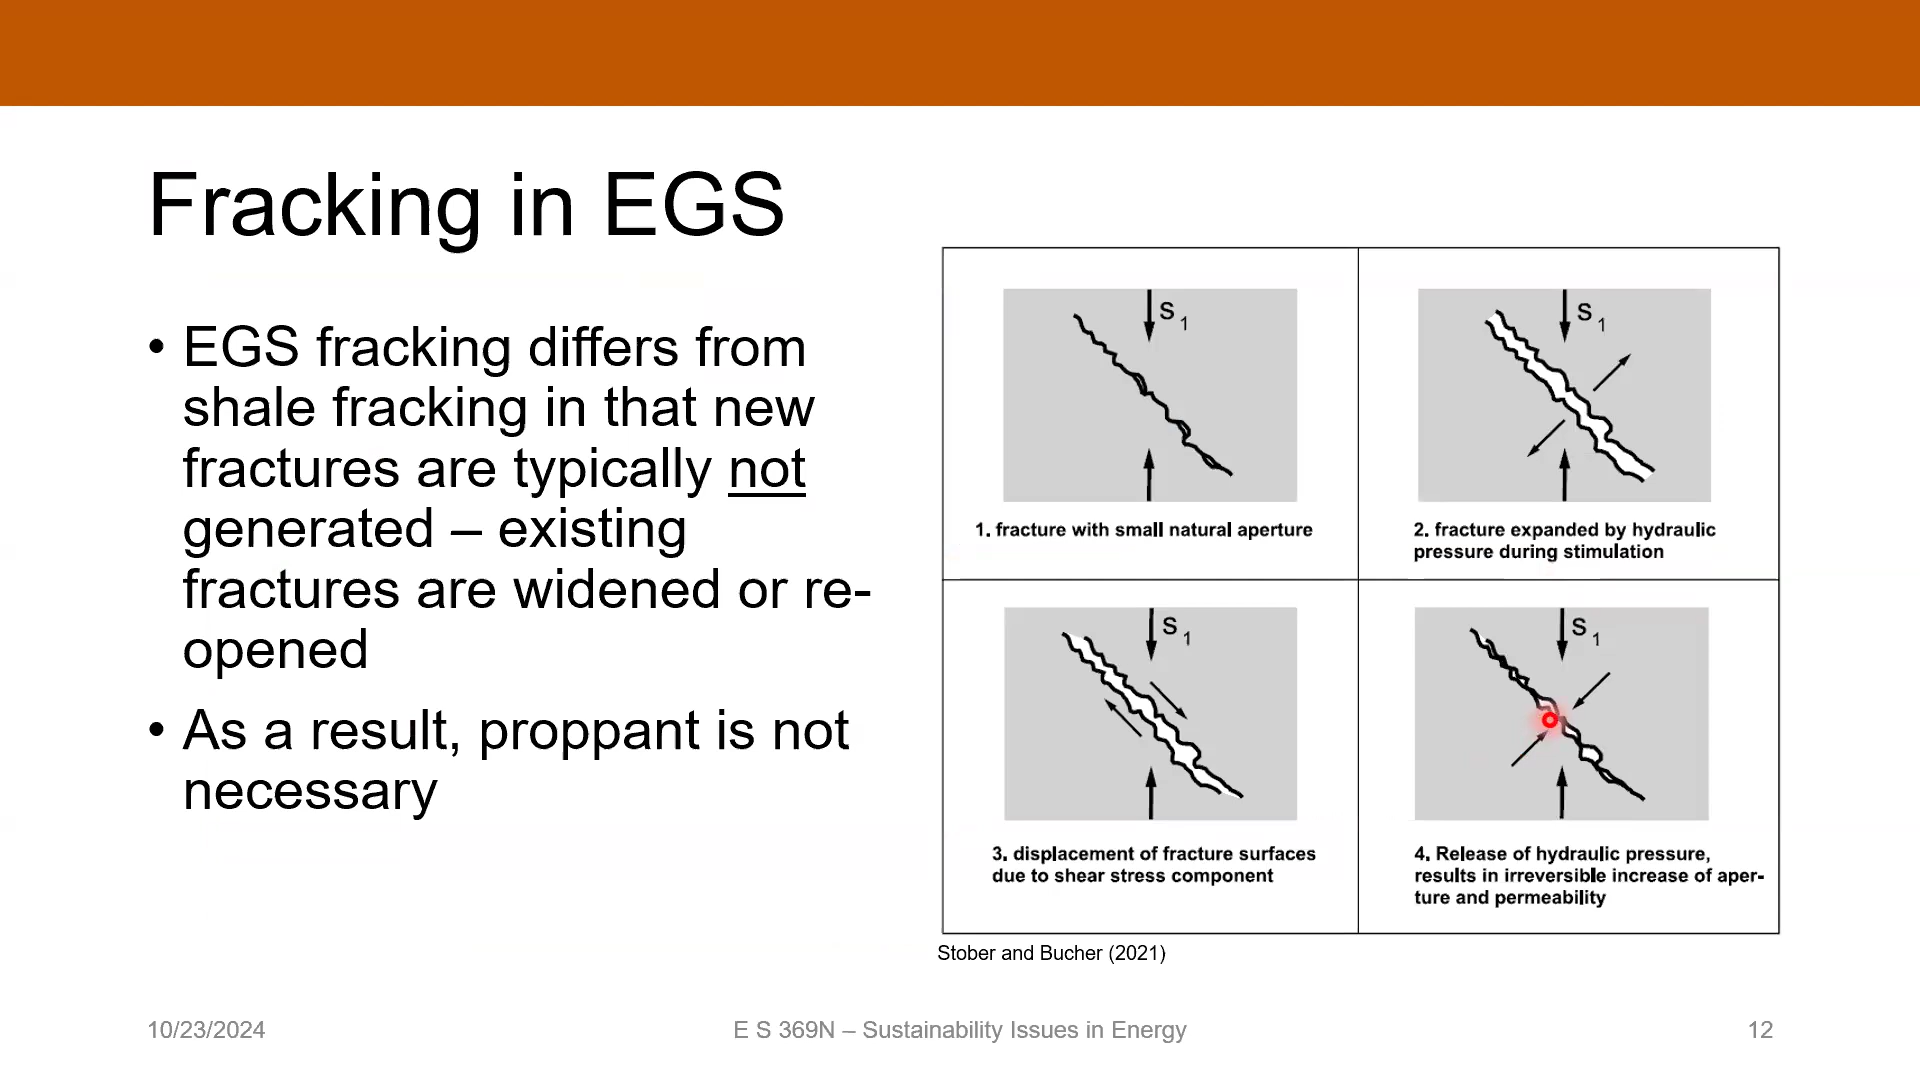 Fracking in EGS
• EGS fracking differs from
shale fracking in that new
fractures are typically not
generated – existing
fractures are widened or re-
opened
• As a result, proppant is not
necessary
S 1
1. fracture with small natural aperture
S 1
2. fracture expanded by hydraulic
pressure during stimulation
S 1
3. displacement of fracture surfaces
due to shear stress component
S 1
4. Release of hydraulic pressure,
results in irreversible increase of aper-
ture and permeability
Stober and Bucher (2021)
10/23/2024
E S 369N – Sustainability Issues in Energy
12